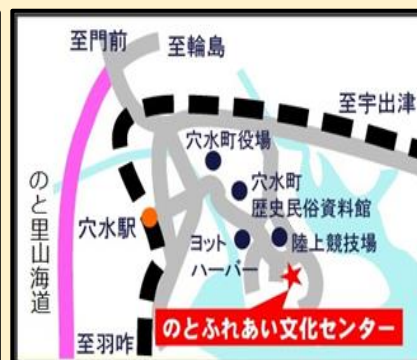 至門前
至輪島
至宇出津
穴水町役場
穴水町
歴史民俗資料館
のと里山海道
穴水駅
ヨット
ハーバー
陸上競技場
のとふれあい文化センター
至羽咋